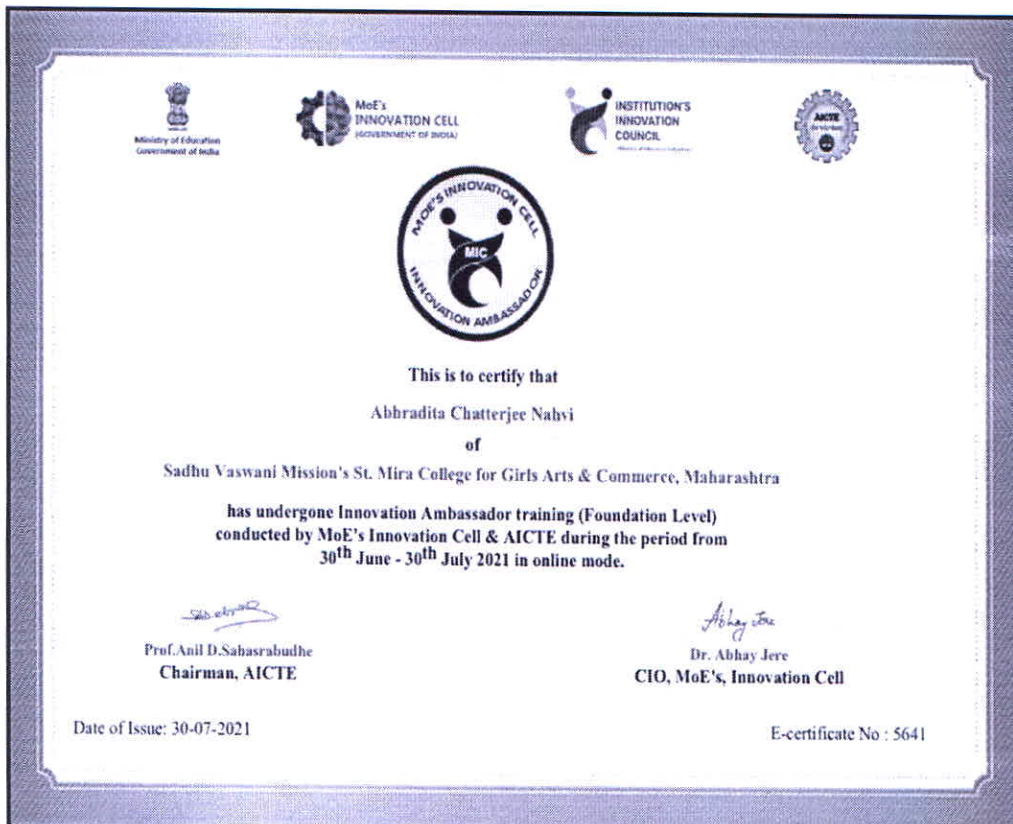 Ministry of Education
Government of India
MoE's
INNOVATION CELL
(GOVERNMENT OF INDIA)
INSTITUTION'S
INNOVATION
COUNCIL
AICTE
MOE'S INNOVATION CELL
MIC
INNOVATION AMBASSADOR
This is to certify that
Abhradita Chatterjee Nahvi
of
Sadhu Vaswani Mission's St. Mira College for Girls Arts & Commerce, Maharashtra
has undergone Innovation Ambassador training (Foundation Level)
conducted by MoE's Innovation Cell & AICTE during the period from
30th June - 30th July 2021 in online mode.
Abhay Jere
Prof.Anil D.Sahasrabudhe
Chairman, AICTE
Dr. Abhay Jere
CIO, MoE's, Innovation Cell
Date of Issue: 30-07-2021
E-certificate No : 5641